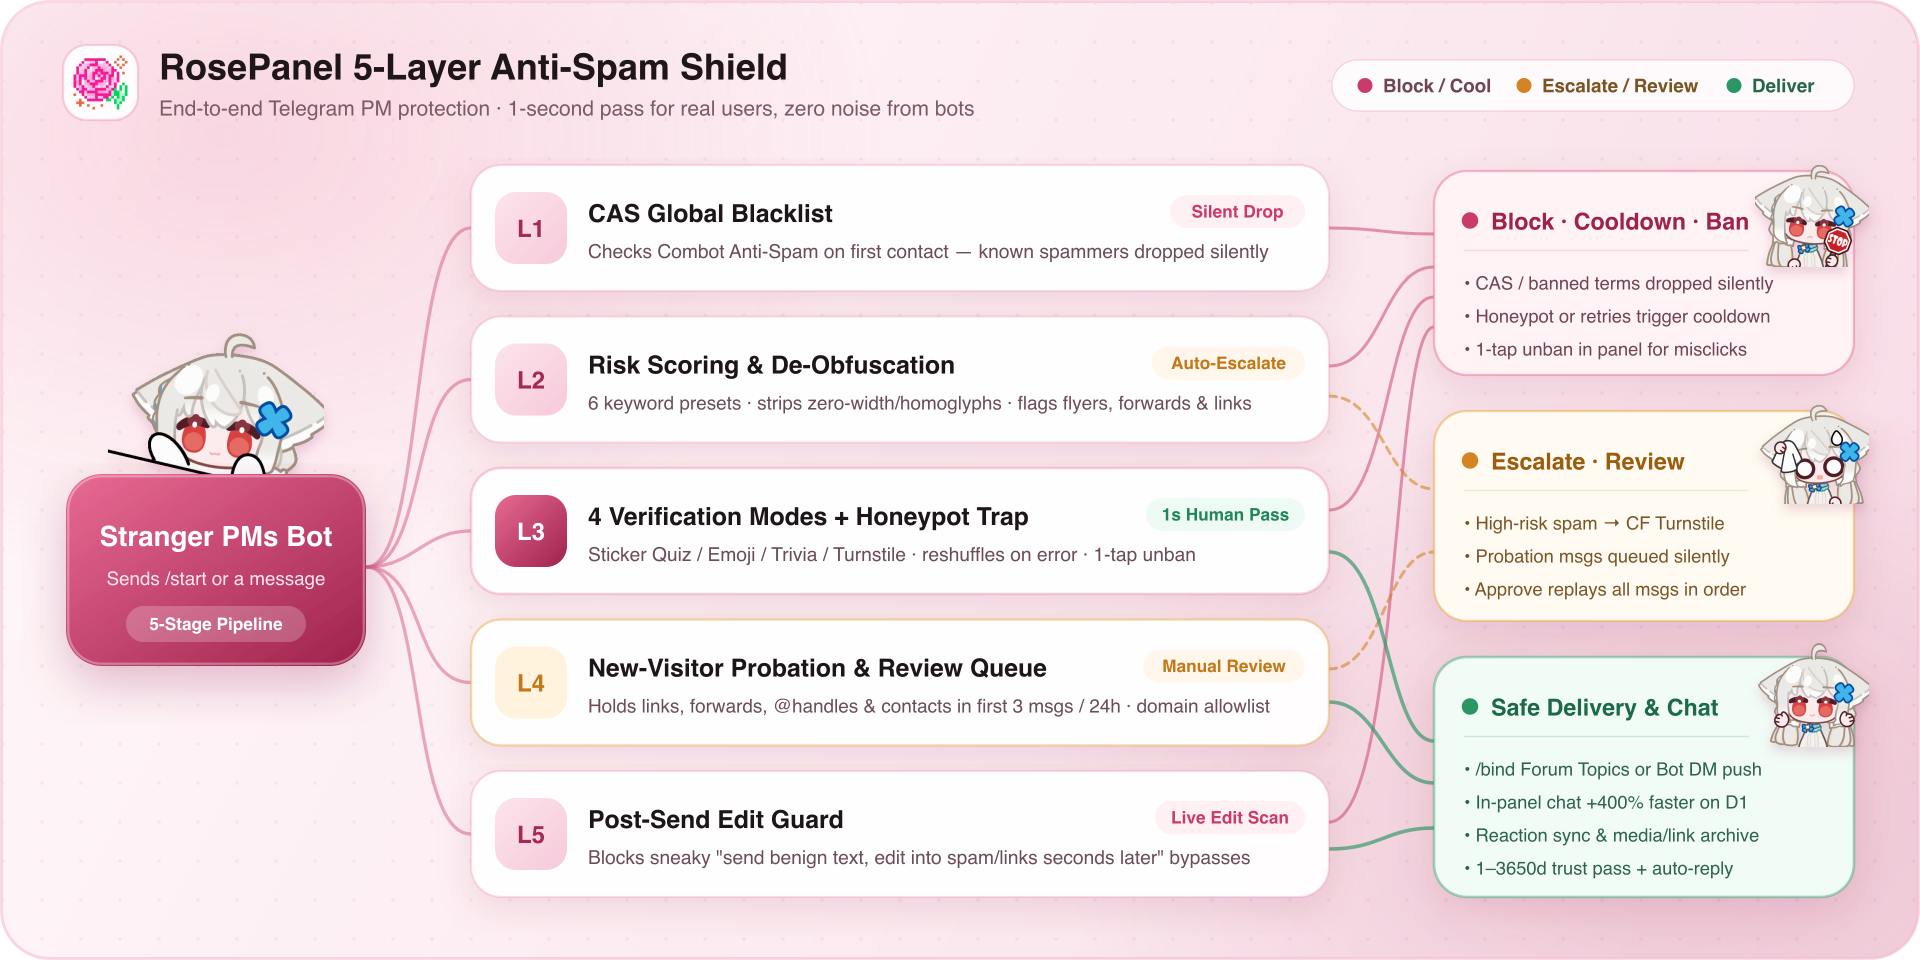 RosePanel 5-Layer Anti-Spam Shield
End-to-end Telegram PM protection · 1-second pass for real users, zero noise from bots
Block / Cool
Escalate / Review
Deliver
Stranger PMs Bot
Sends /start or a message
5-Stage Pipeline
L1
CAS Global Blacklist
Silent Drop
Checks Combot Anti-Spam on first contact — known spammers dropped silently
L2
Risk Scoring & De-Obfuscation
Auto-Escalate
6 keyword presets · strips zero-width/homoglyphs · flags flyers, forwards & links
L3
4 Verification Modes + Honeypot Trap
1s Human Pass
Sticker Quiz / Emoji / Trivia / Turnstile · reshuffles on error · 1-tap unban
L4
New-Visitor Probation & Review Queue
Manual Review
Holds links, forwards, @handles & contacts in first 3 msgs / 24h · domain allowlist
L5
Post-Send Edit Guard
Live Edit Scan
Blocks sneaky "send benign text, edit into spam/links seconds later" bypasses
Block · Cooldown · Ban
STOP
• CAS / banned terms dropped silently
• Honeypot or retries trigger cooldown
• 1-tap unban in panel for misclicks
Escalate · Review
• High-risk spam → CF Turnstile
• Probation msgs queued silently
• Approve replays all msgs in order
Safe Delivery & Chat
• /bind Forum Topics or Bot DM push
• In-panel chat +400% faster on D1
• Reaction sync & media/link archive
• 1–3650d trust pass + auto-reply